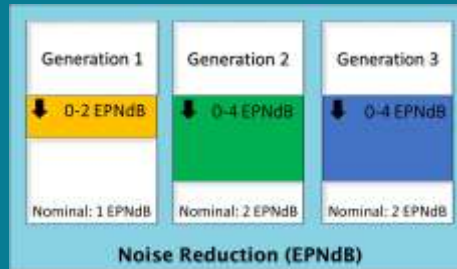 Generation 1
Generation 2
Generation 3
0-2 EPNdB
0-4 EPNdB
0-4 EPNdB
Nominal: 1 EPNdB
Nominal: 2 EPNdB
Nominal: 2 EPNdB
Noise Reduction (EPNdB)